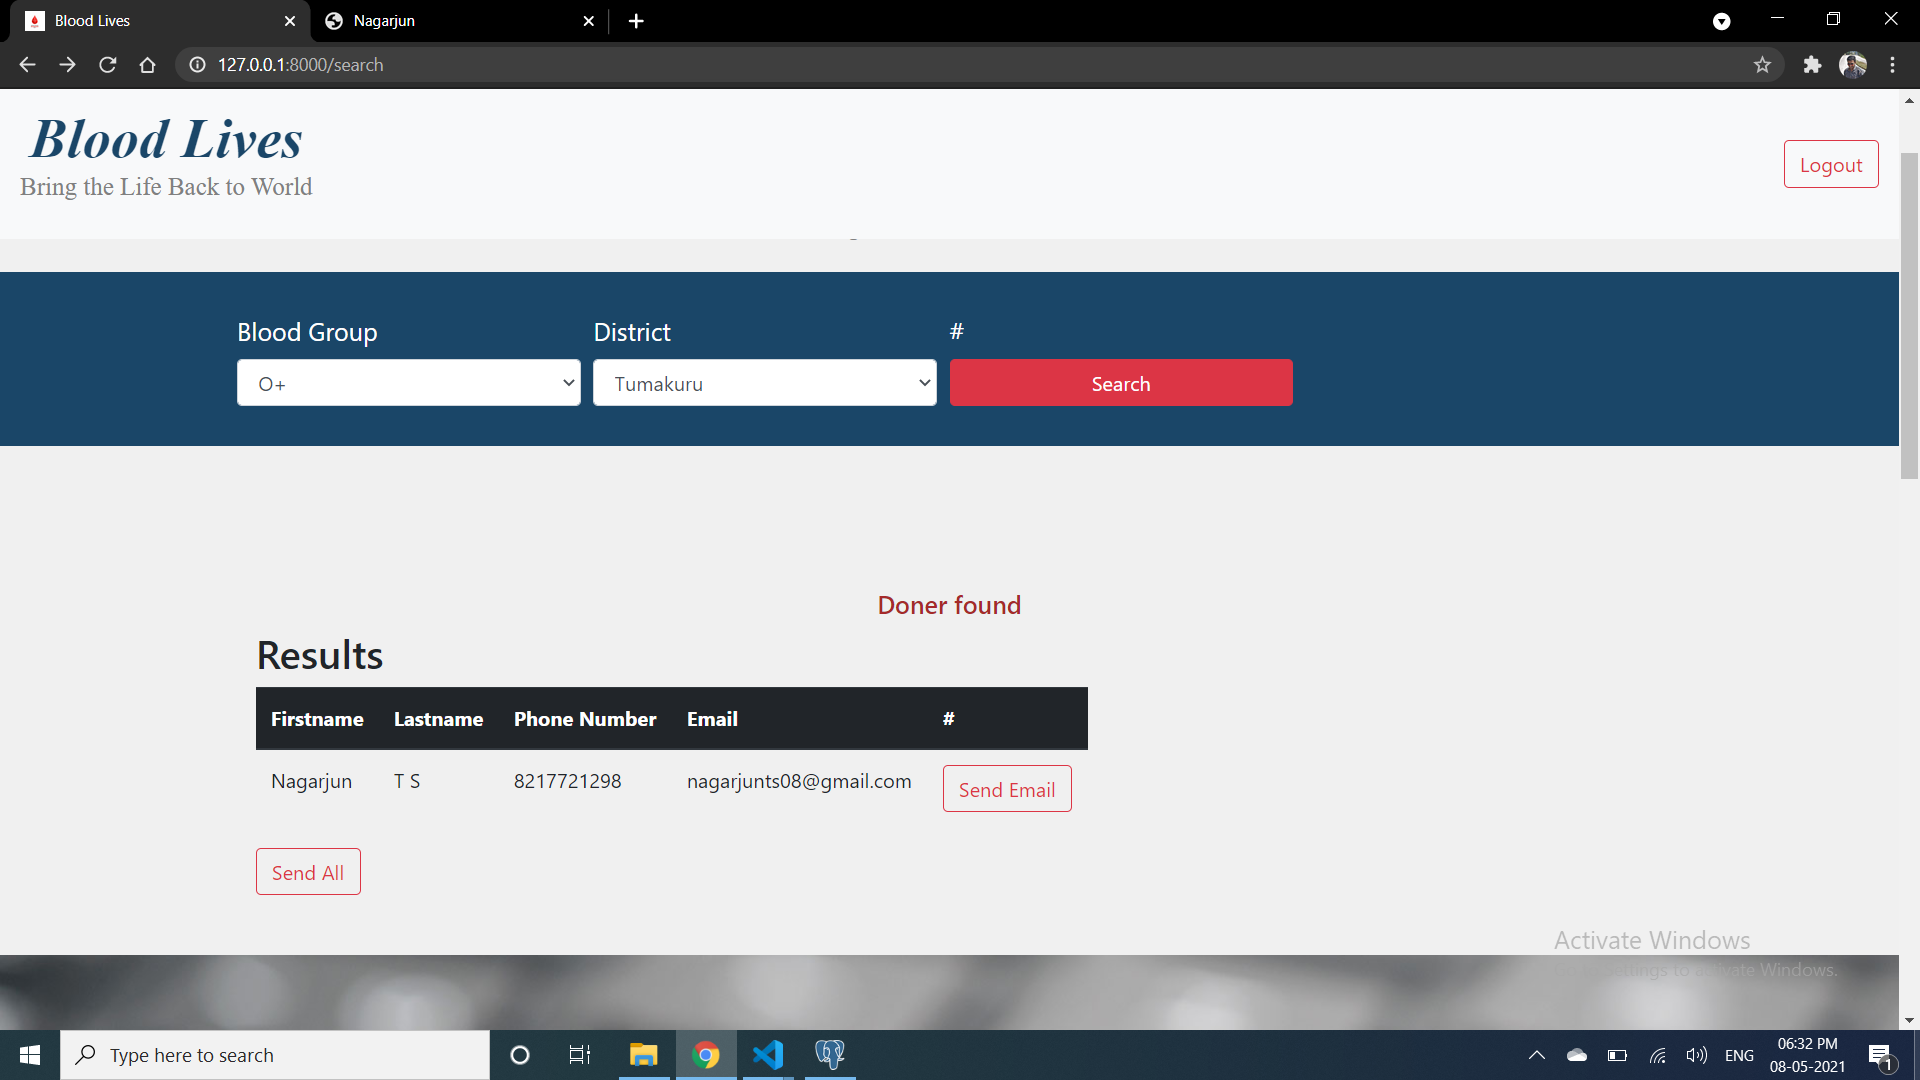 Blood Lives
Nagarjun
127.0.0.1:8000/search
Blood Lives
Bring the Life Back to World
Logout
Blood Group
District
#
O+
Tumakuru
Search
Doner found
Results
Firstname Lastname Phone Number Email #
Nagarjun T S 8217721298 nagarjunts08@gmail.com Send Email
Send All
Activate Windows
to activate Windows.
Type here to search
ENG
06:32 PM
08-05-2021
1